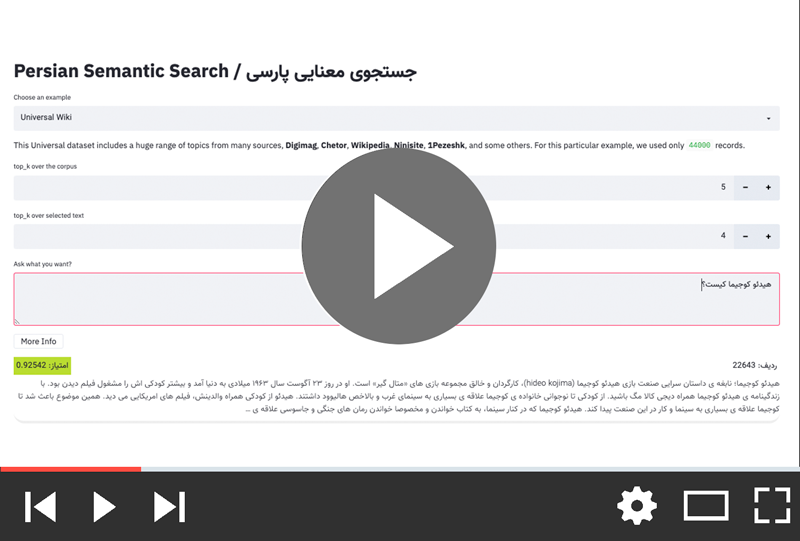 Persian Semantic Search / جستجوی معنایی پارسی
Choose an example
Universal Wiki
This Universal dataset includes a huge range of topics from many sources, Digimag, Chetor, Wikipedia, Ninisite, 1Pezeshk, and some others. For this particular example, we used only 44000 records.
top_k over the corpus
5 − +
top_k over selected text
4 − +
Ask what you want?
هیدئو کوجیما کیست؟
More Info
ردیف: 22643
امتیاز: 0.92542
هیدئو کوجیما؛ نابغه ی داستان سرایی صنعت بازی هیدئو کوجیما (hideo kojima)، کارگردان و خالق مجموعه بازی های «متال گیر» است. او در روز ۲۳ آگوست سال ۱۹۶۳ میلادی به دنیا آمد و بیشتر کودکی اش را مشغول فیلم دیدن بود. با
زندگینامه ی هیدئو کوجیما همراه دیجی کالا مگ باشید. از کودکی تا نوجوانی خانواده ی کوجیما علاقه ی بسیاری به سینمای غرب و بالاخص هالیوود داشتند. هیدئو از کودکی همراه والدینش، فیلم های امریکایی می دید. همین موضوع باعث شد تا
کوجیما علاقه ی بسیاری به سینما و کار در این صنعت پیدا کند. هیدئو کوجیما که در کنار سینما، به کتاب خواندن و مخصوصا خواندن رمان های جنگی و جاسوسی علاقه ی ...